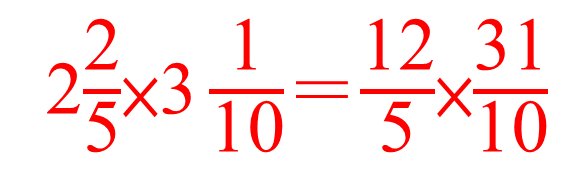 2 2/5 × 3 1/10 = 12/5 × 31/10